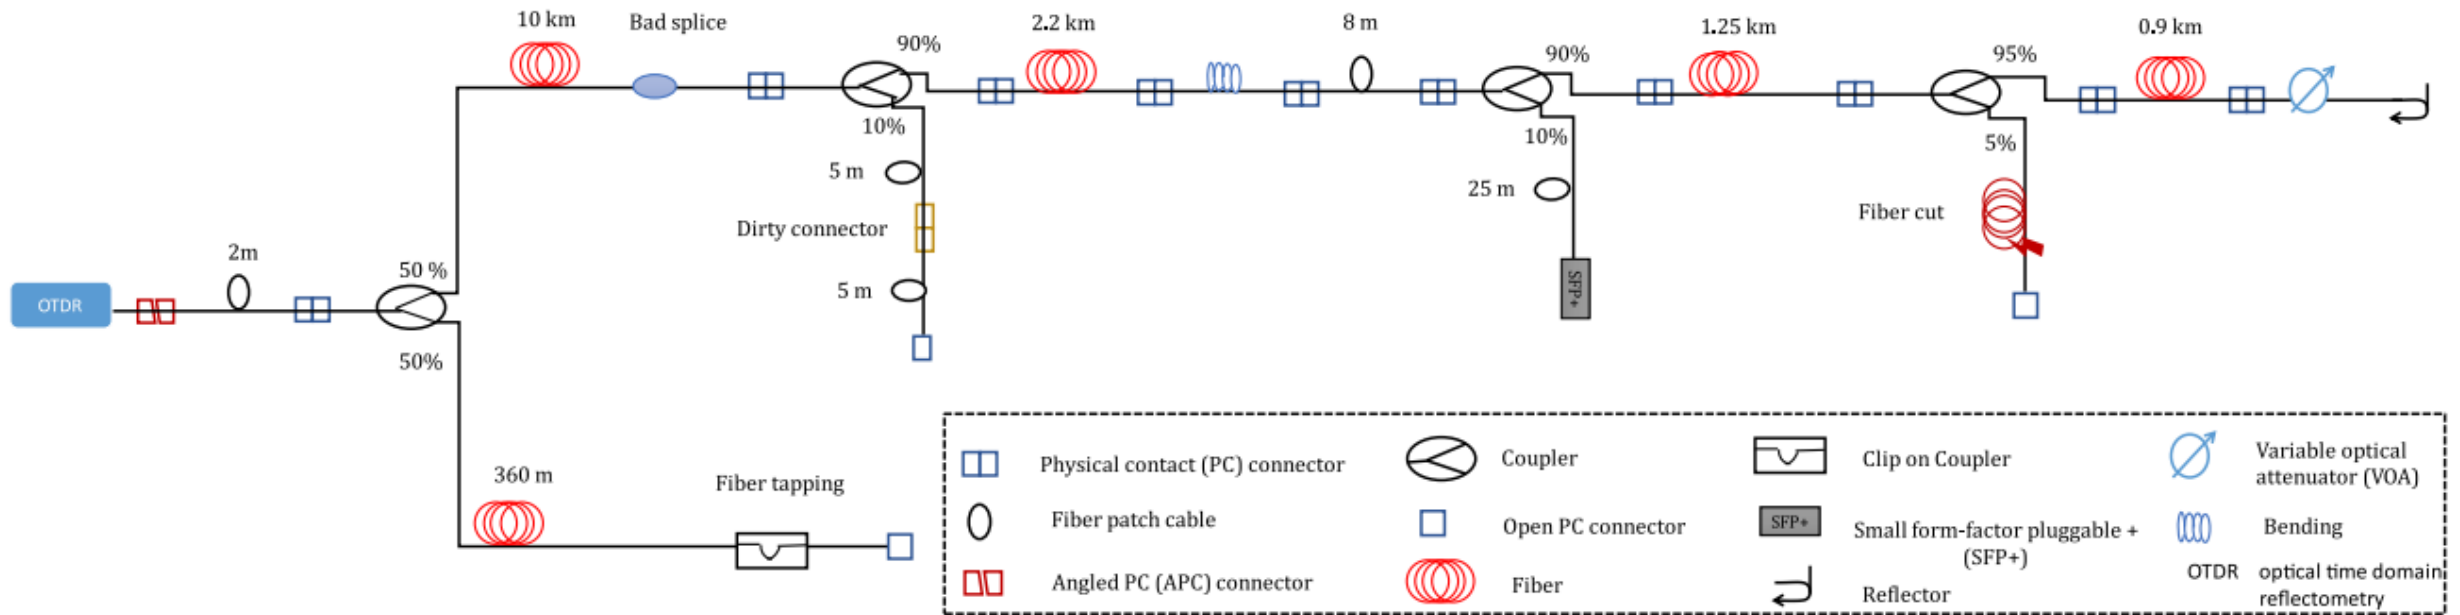 10 km
Bad splice
90%
2.2 km
8 m
90%
1.25 km
95%
0.9 km
10%
5 m
Dirty connector
5 m
10%
25 m
SFP+
5%
Fiber cut
OTDR
2m
50 %
50%
360 m
Fiber tapping
Physical contact (PC) connector
Coupler
Clip on Coupler
Variable optical
attenuator (VOA)
Fiber patch cable
Open PC connector
SFP+
Small form-factor pluggable +
(SFP+)
Bending
Angled PC (APC) connector
Fiber
Reflector
OTDR
optical time domain
reflectometry